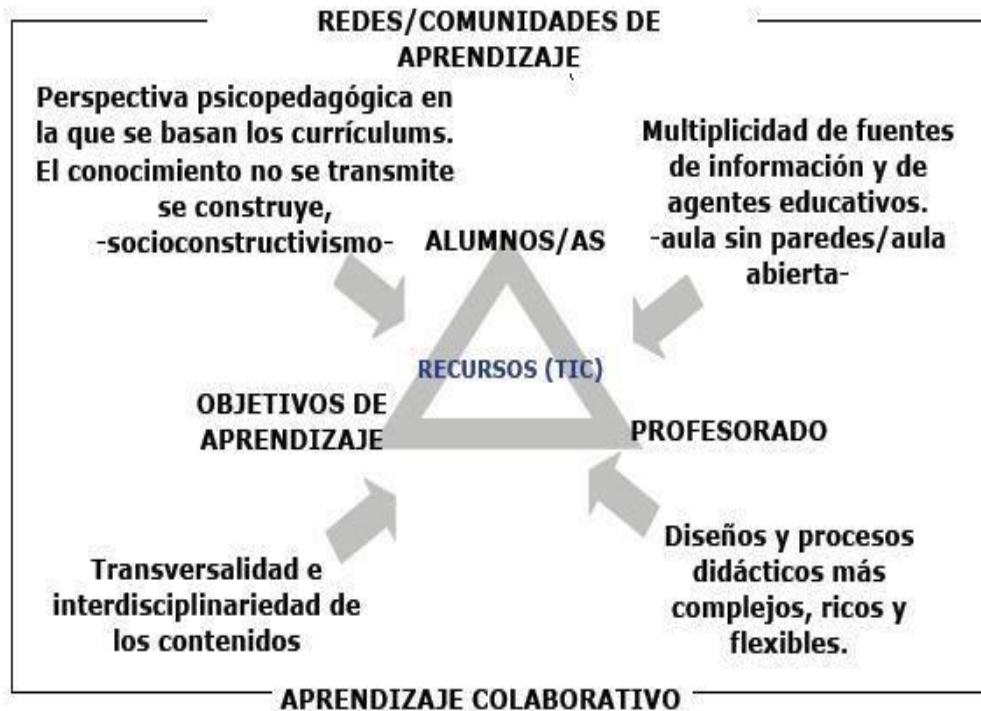 REDES/COMUNIDADES DE
APRENDIZAJE
Perspectiva psicopedagógica en
la que se basan los currículums.
El conocimiento no se transmite
se construye,
-socioconstructivismo-
Multiplicidad de fuentes
de información y de
agentes educativos.
-aula sin paredes/aula
abierta-
ALUMNOS/AS
RECURSOS (TIC)
OBJETIVOS DE
APRENDIZAJE
PROFESORADO
Transversalidad e
interdisciplinariedad de
los contenidos
Diseños y procesos
didácticos más
complejos, ricos y
flexibles.
APRENDIZAJE COLABORATIVO